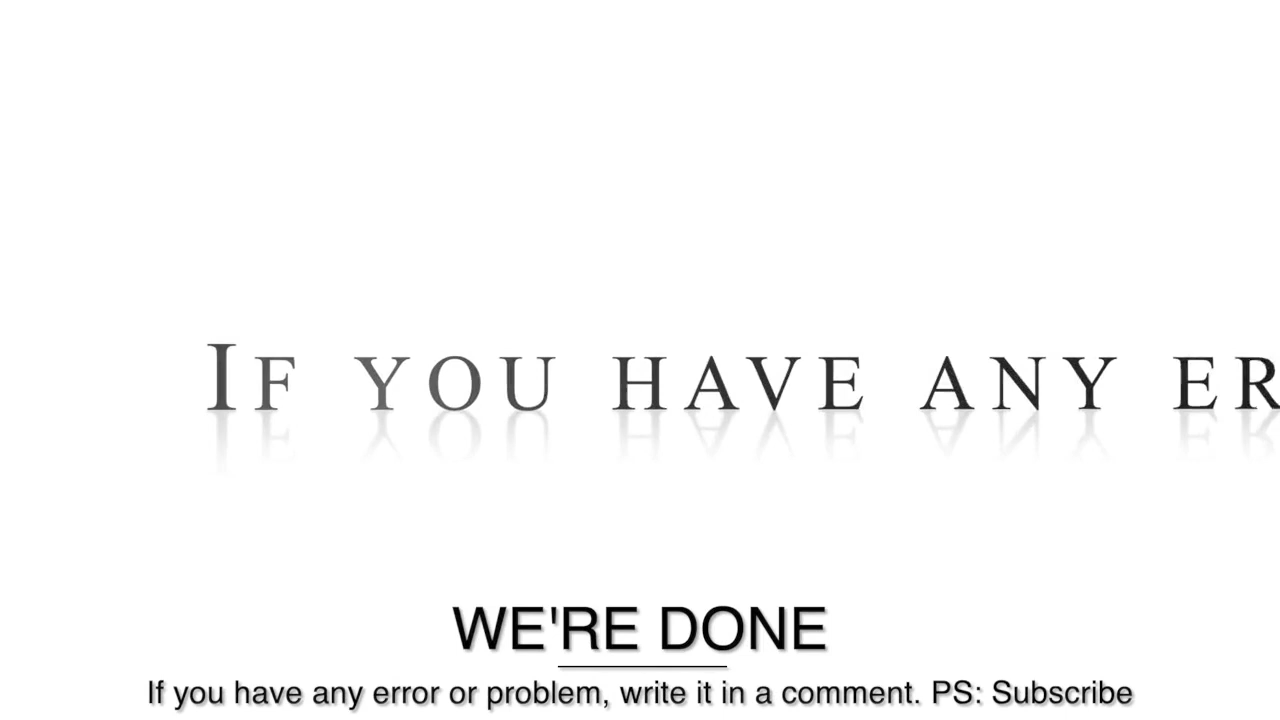 IF YOU HAVE ANY ER
WE'RE DONE
If you have any error or problem, write it in a comment. PS: Subscribe